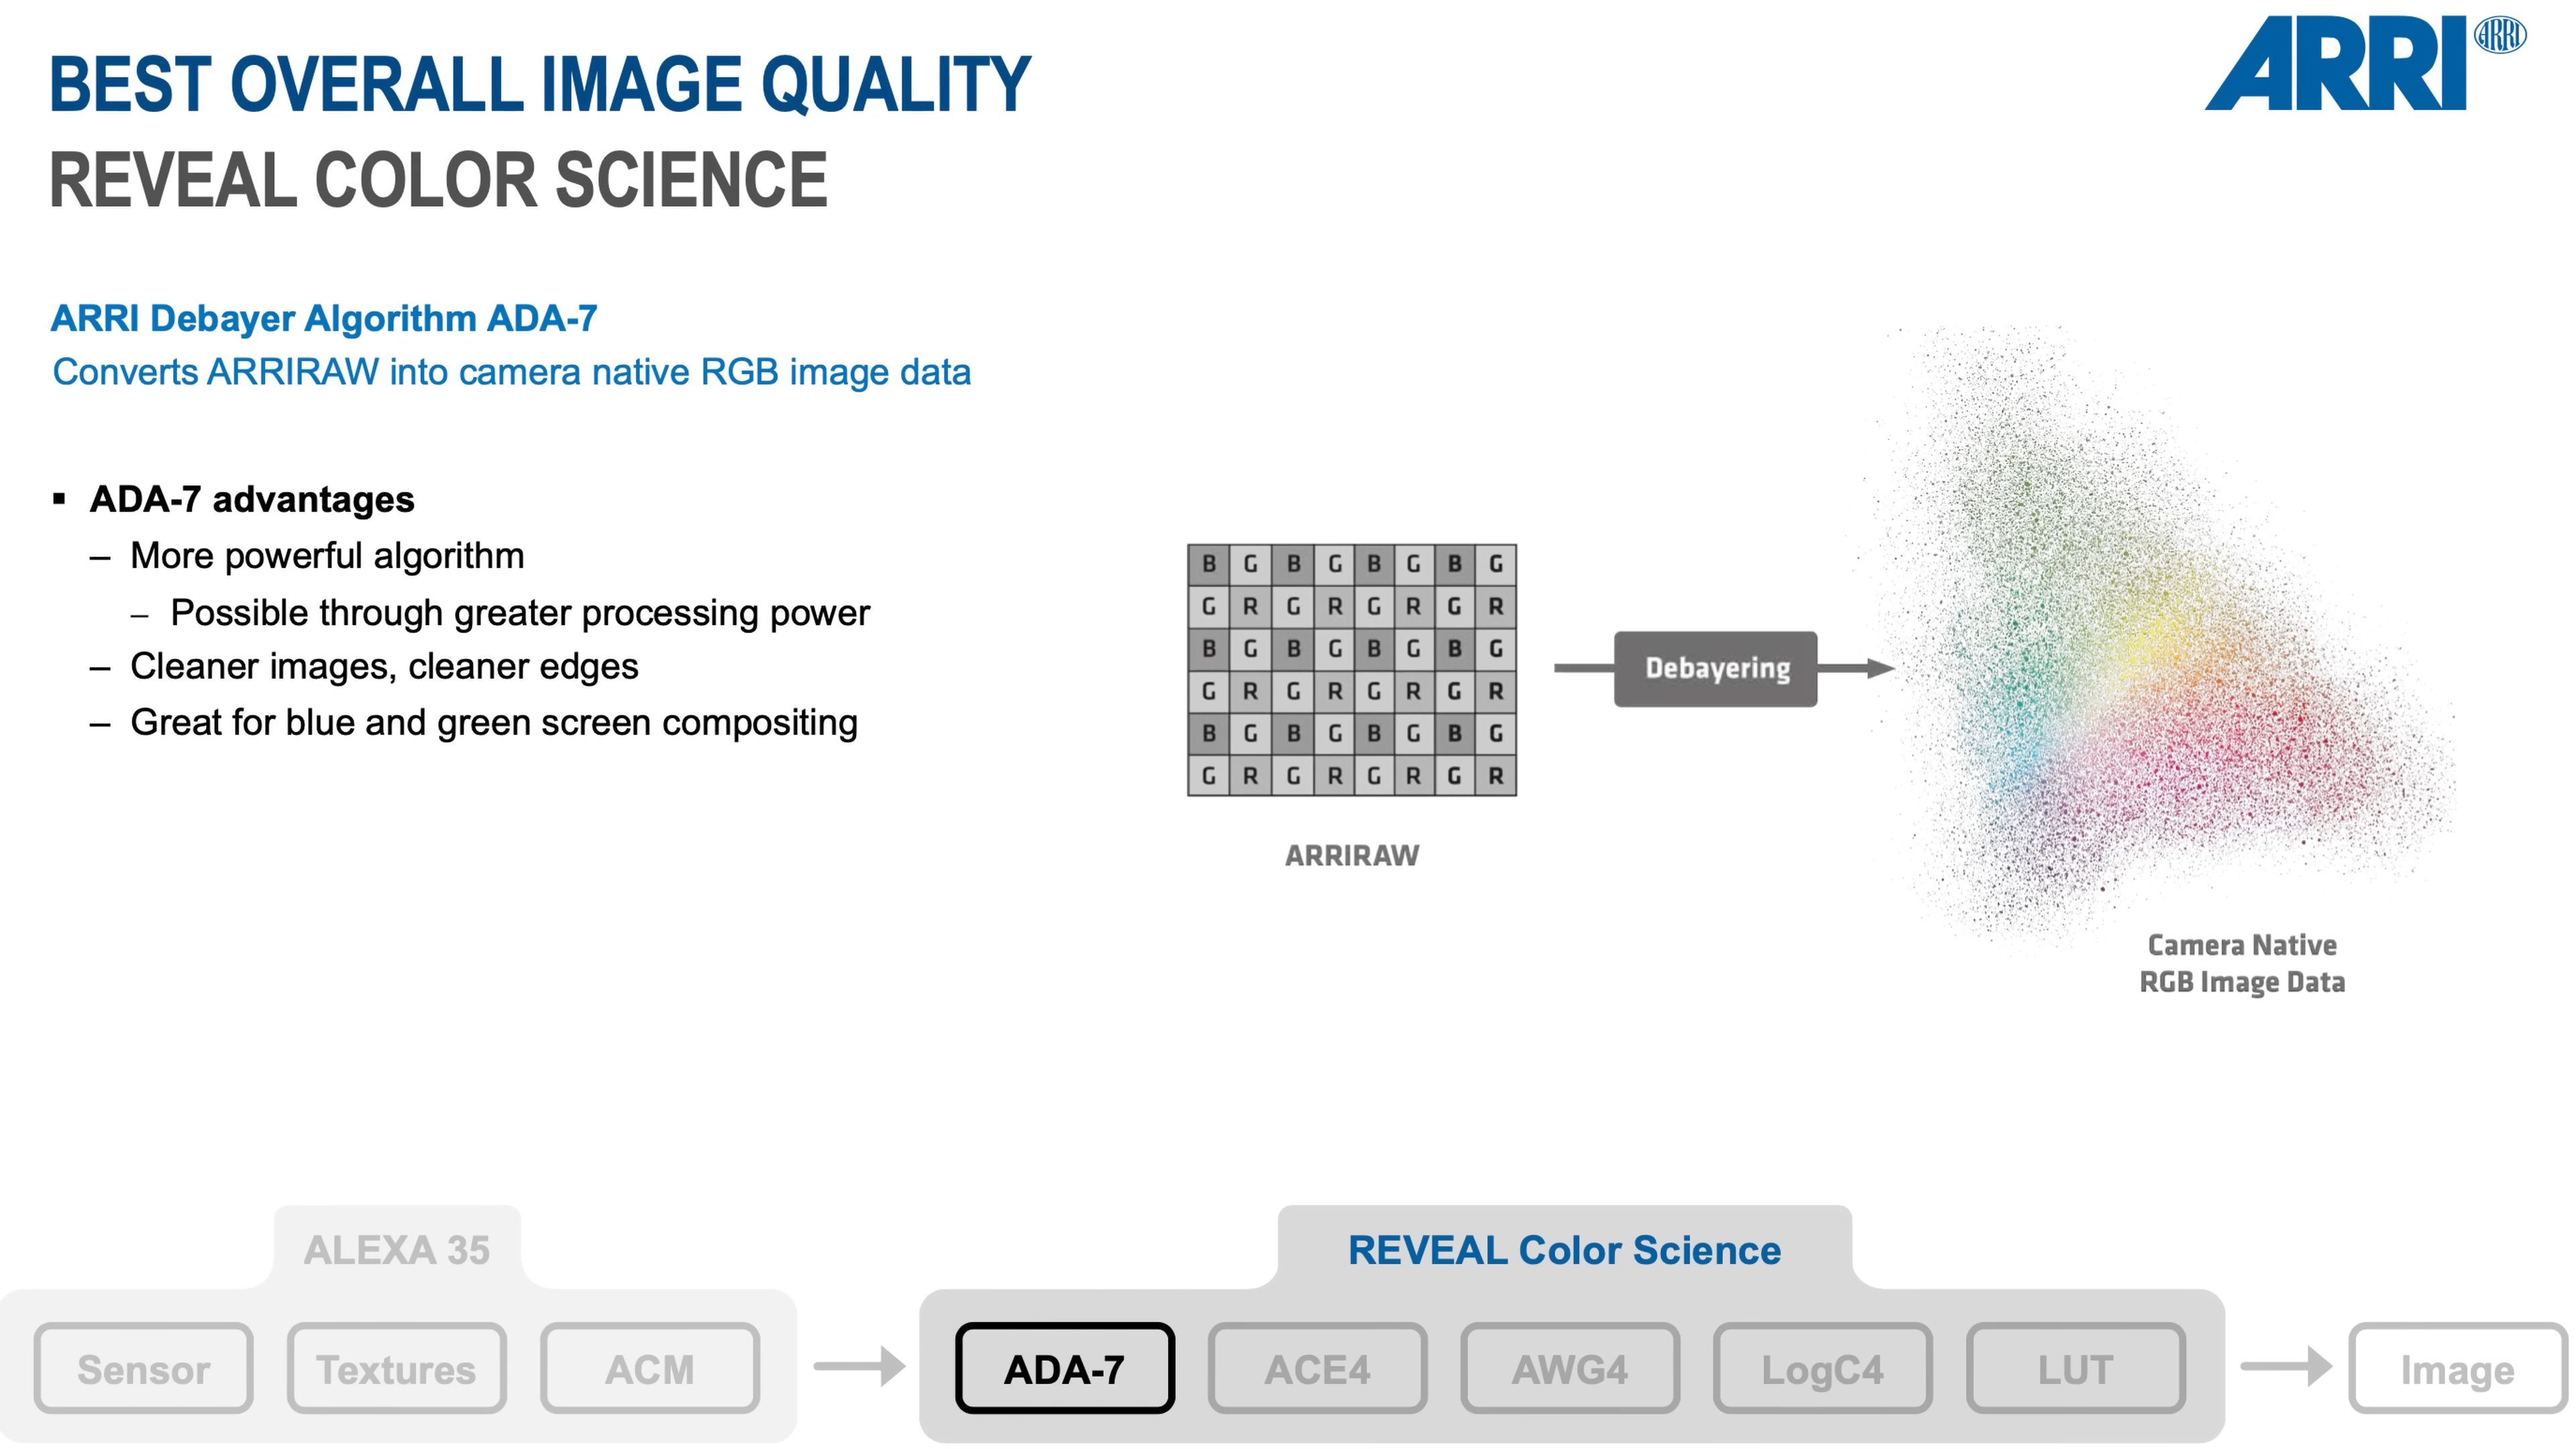 BEST OVERALL IMAGE QUALITY
REVEAL COLOR SCIENCE
ARRI® ARRI
ARRI Debayer Algorithm ADA-7
Converts ARRIRAW into camera native RGB image data
▪ ADA-7 advantages
– More powerful algorithm
– Possible through greater processing power
– Cleaner images, cleaner edges
– Great for blue and green screen compositing
B G B G B G B G
G R G R G R G R
B G B G B G B G
G R G R G R G R
B G B G B G B G
G R G R G R G R
ARRIRAW
Debayering
Camera Native
RGB Image Data
ALEXA 35
Sensor Textures ACM
REVEAL Color Science
ADA-7 ACE4 AWG4 LogC4 LUT
Image